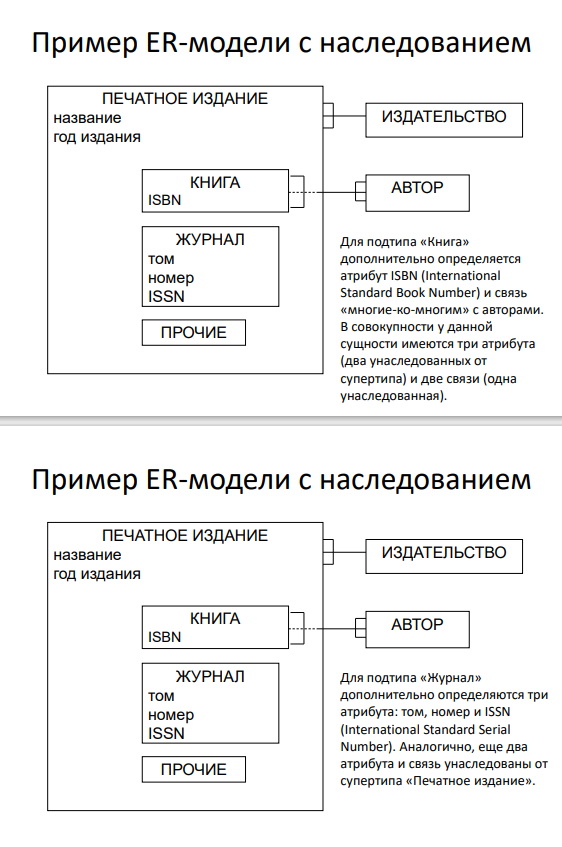 Пример ER-модели с наследованием
ПЕЧАТНОЕ ИЗДАНИЕ
название
год издания
ИЗДАТЕЛЬСТВО
КНИГА
ISBN
АВТОР
ЖУРНАЛ
том
номер
ISSN
ПРОЧИЕ
Для подтипа «Книга»
дополнительно определяется
атрибут ISBN (International
Standard Book Number) и связь
«многие-ко-многим» с авторами.
В совокупности у данной
сущности имеются три атрибута
(два унаследованных от
супертипа) и две связи (одна
унаследованная).
Пример ER-модели с наследованием
ПЕЧАТНОЕ ИЗДАНИЕ
название
год издания
ИЗДАТЕЛЬСТВО
КНИГА
ISBN
АВТОР
ЖУРНАЛ
том
номер
ISSN
ПРОЧИЕ
Для подтипа «Журнал»
дополнительно определяются три
атрибута: том, номер и ISSN
(International Standard Serial
Number). Аналогично, еще два
атрибута и связь унаследованы от
супертипа «Печатное издание».